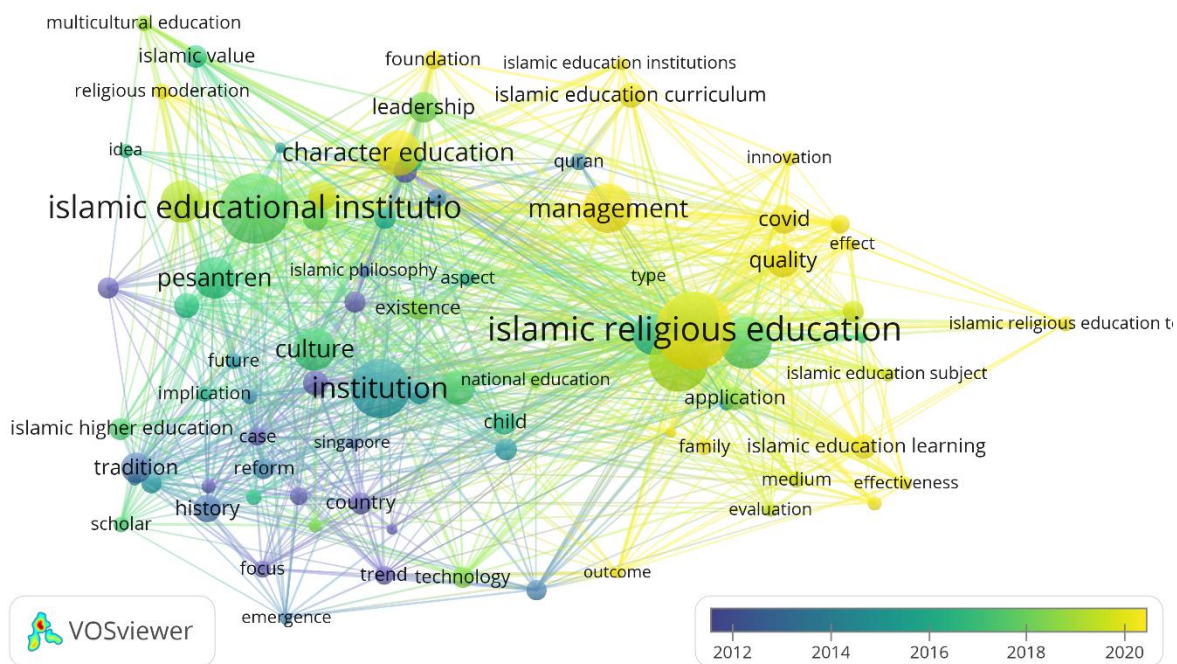 multicultural education
islamic value
foundation
islamic education institutions
religious moderation
leadership
islamic education curriculum
idea
character education
quran
innovation
islamic educational institutio
management
covid
effect
pesantren
islamic philosophy
aspect
type
quality
existence
islamic religious education
islamic religious education t
future
culture
national education
islamic education subject
implication
institution
application
islamic higher education
case
singapore
child
family
islamic education learning
tradition
reform
medium
effectiveness
scholar
history
country
evaluation
focus
trend
technology
outcome
emergence
VOSviewer
2012
2014
2016
2018
2020